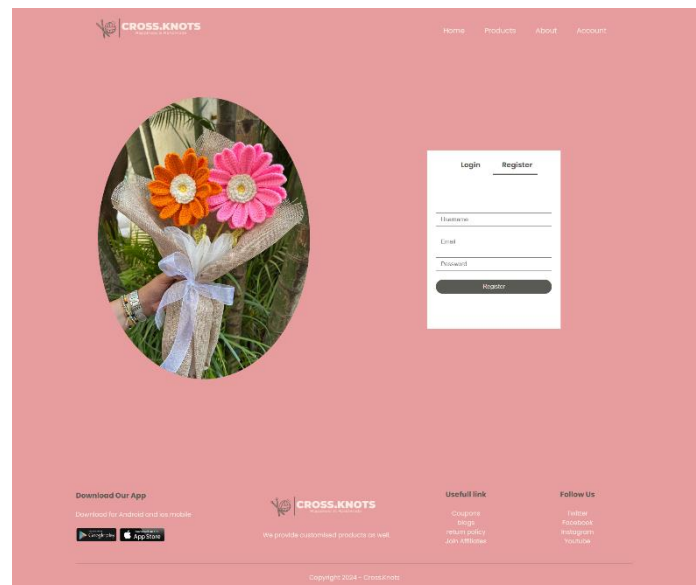 CROSS.KNOTS
Home Products About Account
Login Register
Username
Email
Password
Register
Download Our App
Download for Android and ios mobile
Google play
App Store
CROSS.KNOTS
We provide customised products as well.
Usefull link
Coupons
blogs
return policy
Join Affiliates
Follow Us
Twitter
Facebook
Instagram
Youtube
Copyright 2024 - CrossKnots